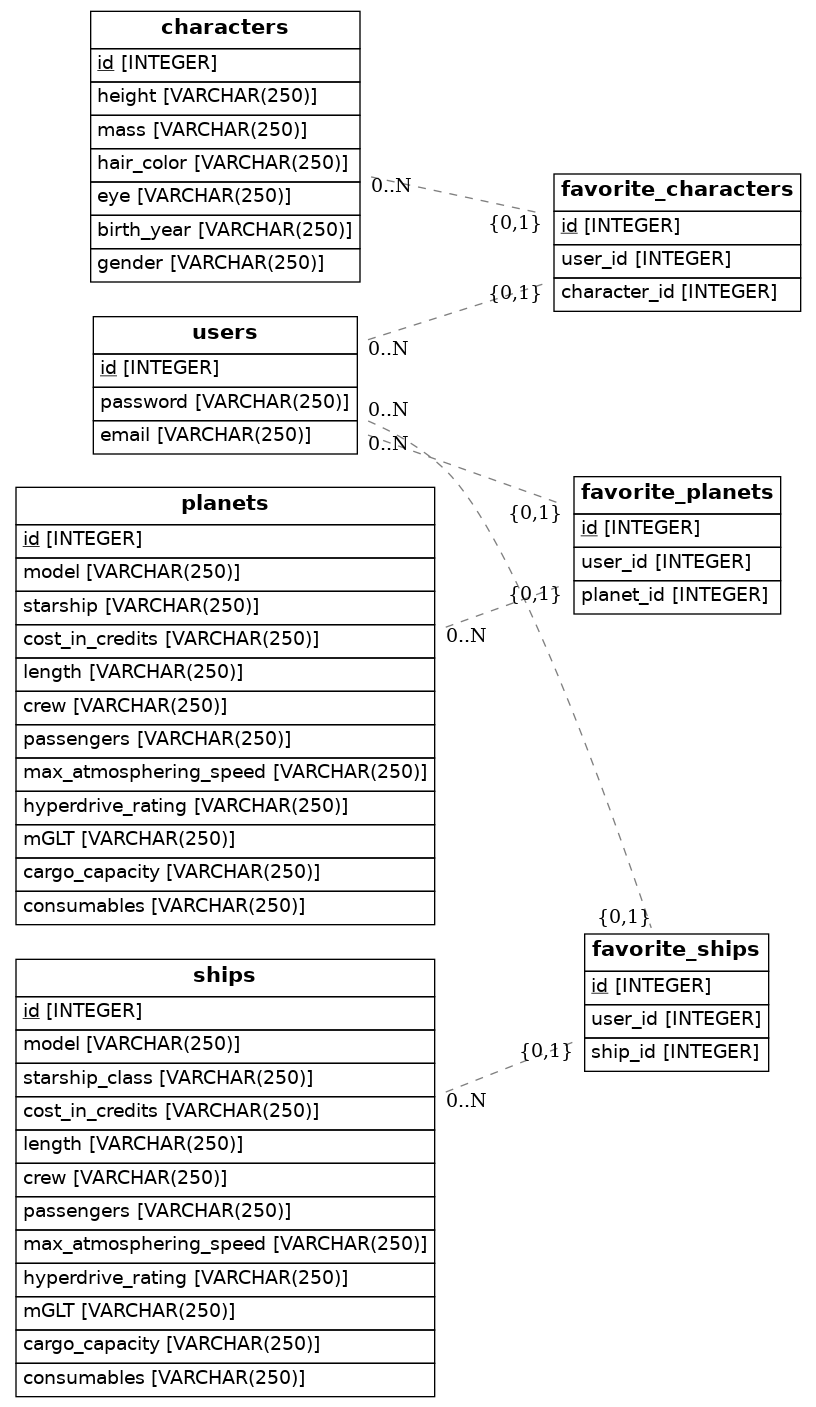 characters
id [INTEGER]
height [VARCHAR(250)]
mass [VARCHAR(250)]
hair_color [VARCHAR(250)]
eye [VARCHAR(250)]
birth_year [VARCHAR(250)]
gender [VARCHAR(250)]
0..N
{0,1}
favorite_characters
id [INTEGER]
user_id [INTEGER]
character_id [INTEGER]
{0,1}
0..N
users
id [INTEGER]
password [VARCHAR(250)]
email [VARCHAR(250)]
0..N
0..N
{0,1}
favorite_planets
id [INTEGER]
user_id [INTEGER]
planet_id [INTEGER]
{0,1}
0..N
planets
id [INTEGER]
model [VARCHAR(250)]
starship [VARCHAR(250)]
cost_in_credits [VARCHAR(250)]
length [VARCHAR(250)]
crew [VARCHAR(250)]
passengers [VARCHAR(250)]
max_atmosphering_speed [VARCHAR(250)]
hyperdrive_rating [VARCHAR(250)]
mGLT [VARCHAR(250)]
cargo_capacity [VARCHAR(250)]
consumables [VARCHAR(250)]
{0,1}
favorite_ships
id [INTEGER]
user_id [INTEGER]
ship_id [INTEGER]
{0,1}
0..N
ships
id [INTEGER]
model [VARCHAR(250)]
starship_class [VARCHAR(250)]
cost_in_credits [VARCHAR(250)]
length [VARCHAR(250)]
crew [VARCHAR(250)]
passengers [VARCHAR(250)]
max_atmosphering_speed [VARCHAR(250)]
hyperdrive_rating [VARCHAR(250)]
mGLT [VARCHAR(250)]
cargo_capacity [VARCHAR(250)]
consumables [VARCHAR(250)]